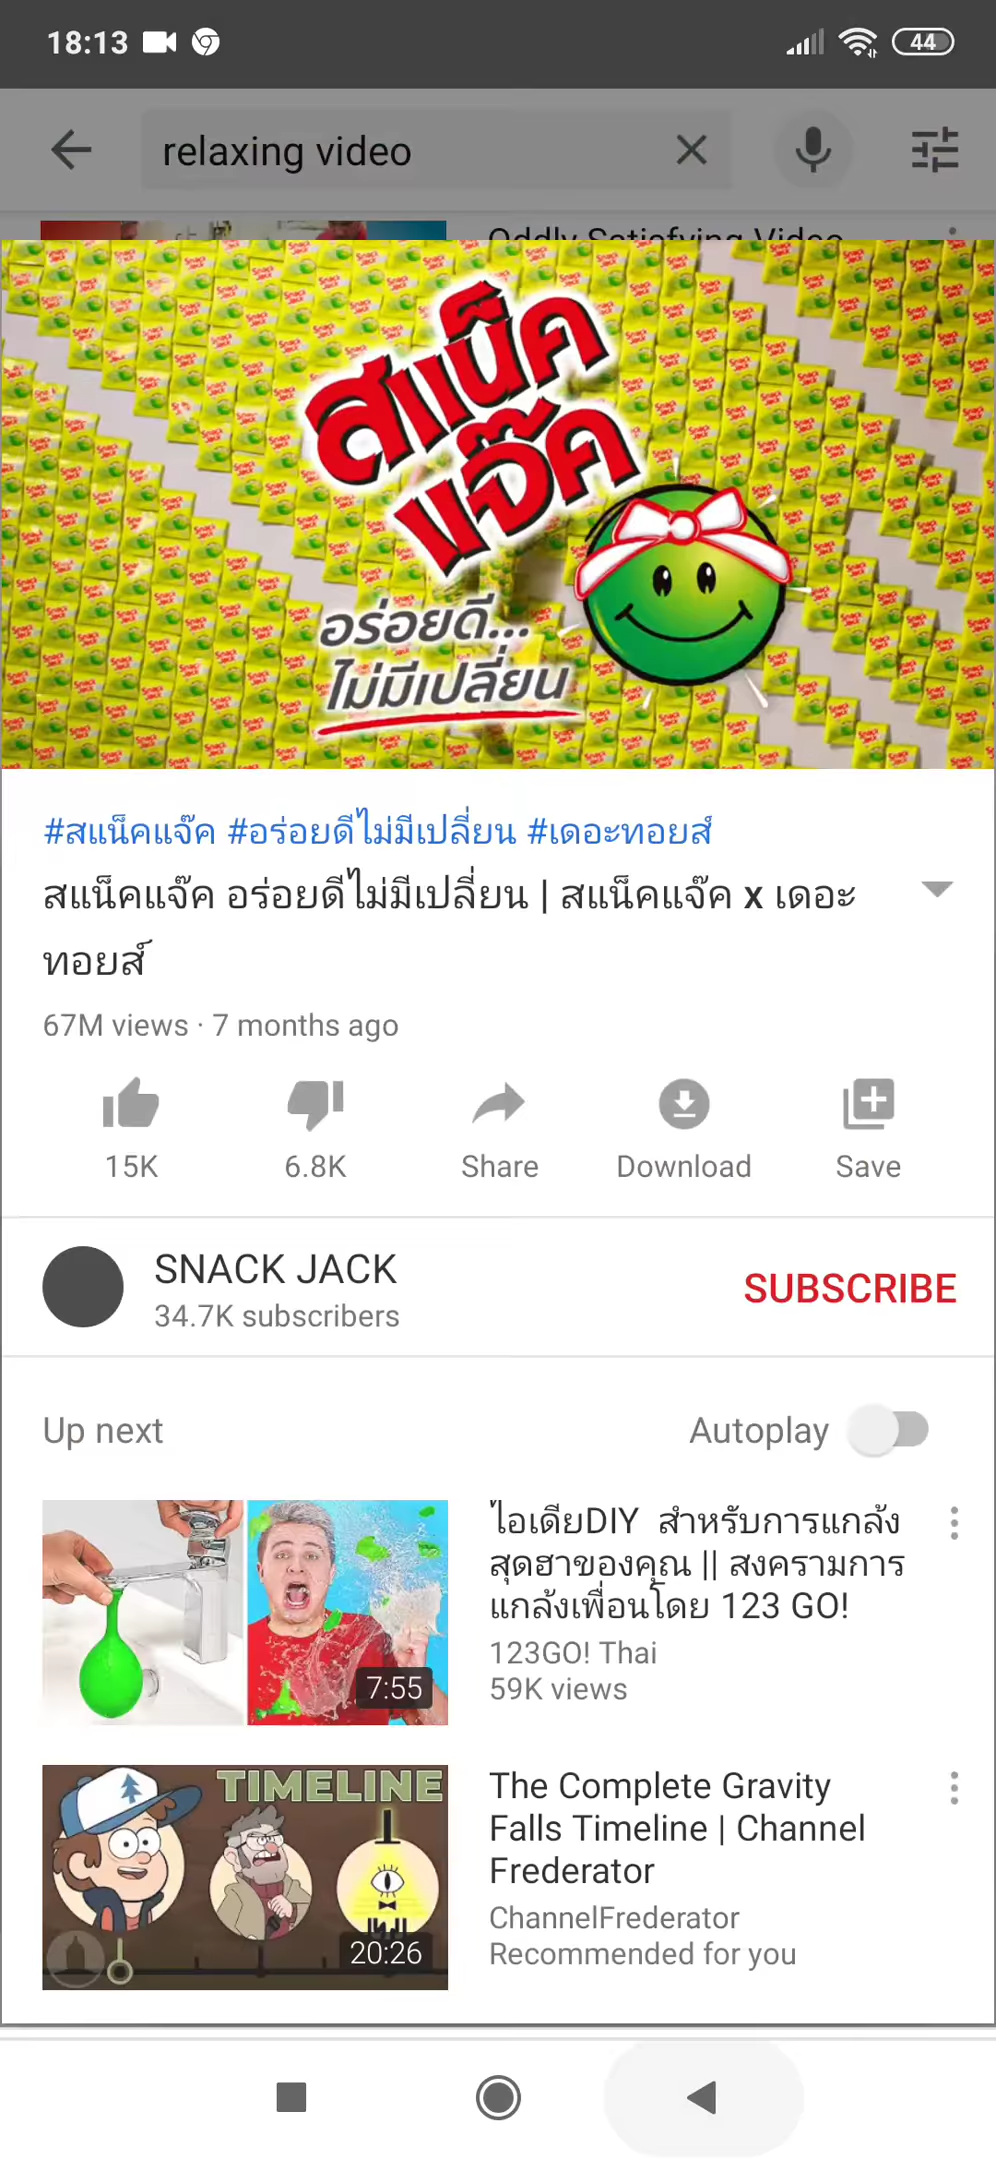 18:13
44
relaxing video
Oddly Satisfying Video
สแน็ค
แจ๊ค
อร่อยดี...
ไม่มีเปลี่ยน
#สแน็คแจ๊ค #อร่อยดีไม่มีเปลี่ยน #เดอะทอยส์
สแน็คแจ๊ค อร่อยดีไม่มีเปลี่ยน | สแน็คแจ๊ค x เดอะ
ทอยส์
67M views · 7 months ago
15K
6.8K
Share
Download
Save
SNACK JACK
34.7K subscribers
SUBSCRIBE
Up next
Autoplay
ไอเดียDIY สำหรับการแกล้ง
สุดฮาของคุณ || สงครามการ
แกล้งเพื่อนโดย 123 GO!
123GO! Thai
59K views
7:55
TIMELINE
20:26
The Complete Gravity
Falls Timeline | Channel
Frederator
ChannelFrederator
Recommended for you